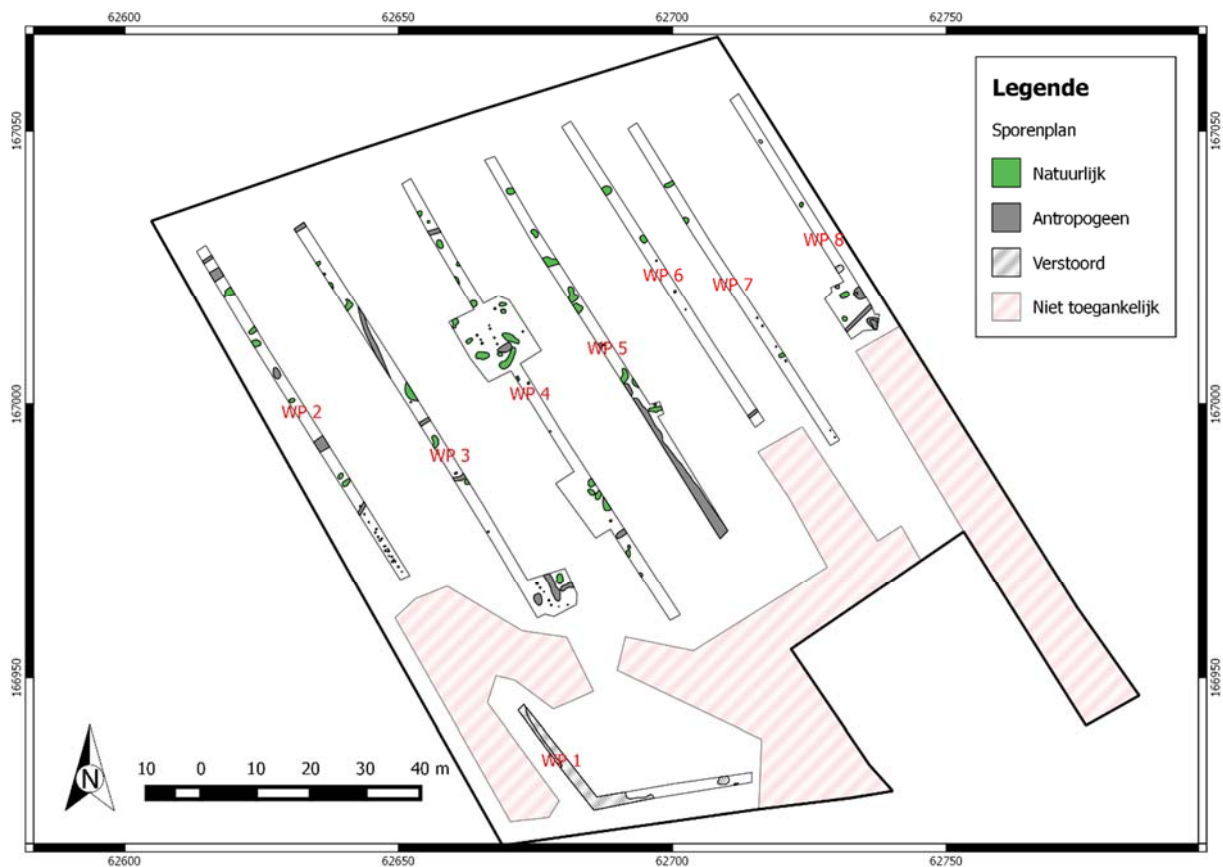 62600 62650 62700 62750
Legende
Sporenplan
Natuurlijk
Antropogeen
Verstoord
Niet toegankelijk
167050 167050
167000 167000
166950 166950
WP 8
WP 6
WP 7
WP 5
WP 4
WP 2
WP 3
WP 1
N
10 0 10 20 30 40 m
62600 62650 62700 62750